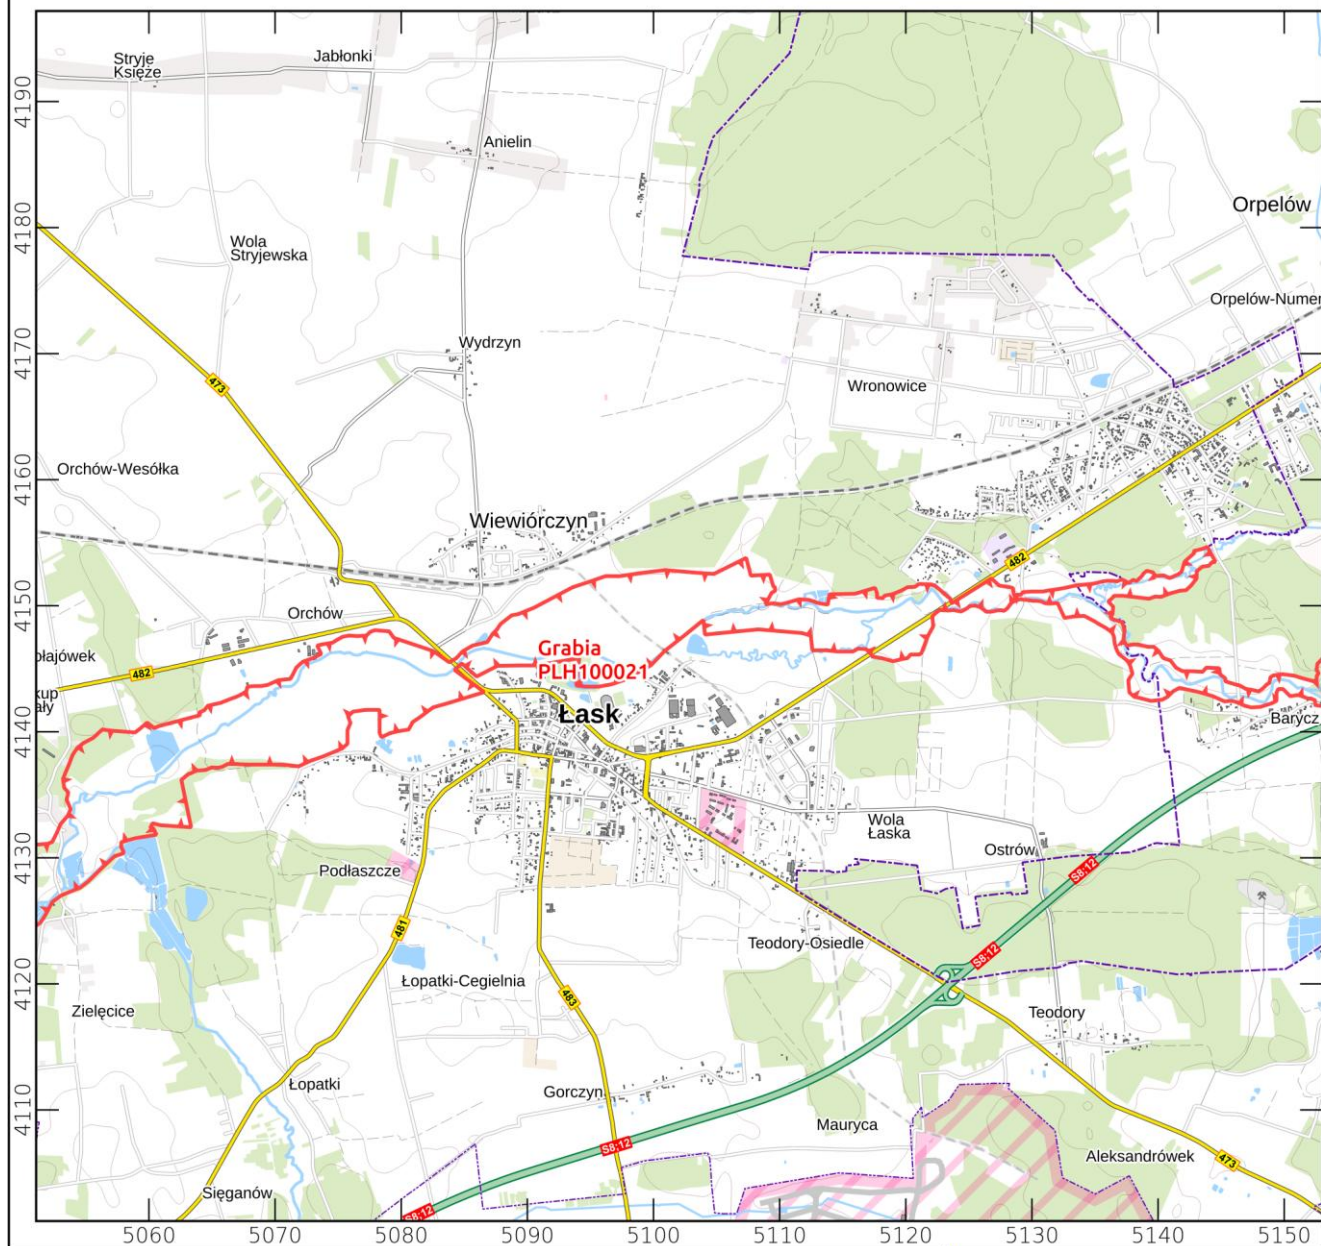 Stryje
Księże
Jabłonki
4190
Anielin
Orpelów
4180
Wola
Stryjewska
Orpelów-Numer
4170
Wydrzyn
473
Wronowice
Orchów-Wesółka
4160
Wiewiórczyn
482
4150
Orchów
ołajówek
482
Grabia
PLH100021
kup
ały
Łask
4140
Barycz
Wola
Łaska
Ostrów
4130
Podłaszcze
S8;12
481
Teodory-Osiedle
S8;12
Łopatki-Cegielnia
4120
483
Zielęcice
Teodory
Łopatki
Gorczyn
4110
Mauryca
S8;12
Aleksandrówek
473
Sięganów
S8;12
5060
5070
5080
5090
5100
5110
5120
5130
5140
5150